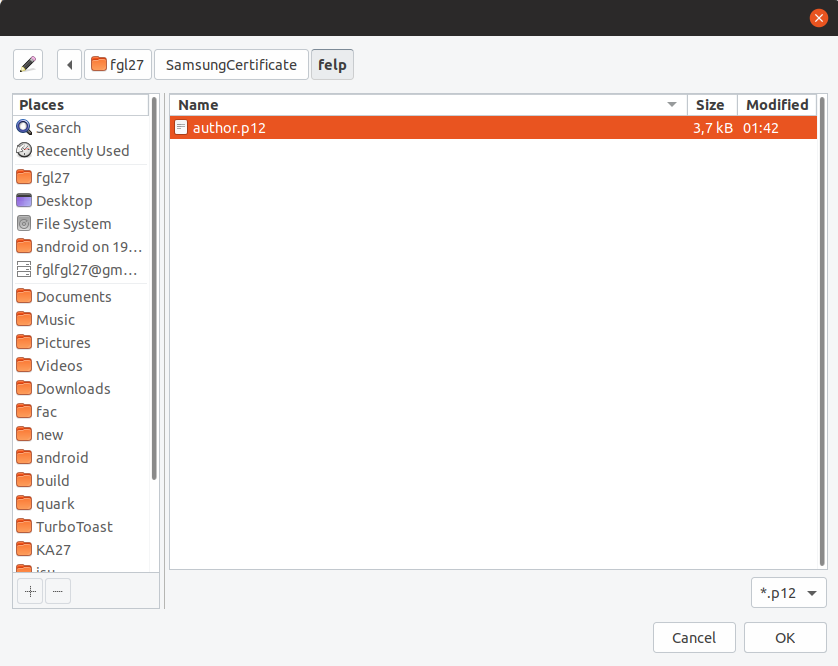 fgl27 SamsungCertificate felp
Places
Search
Recently Used
fgl27
Desktop
File System
android on 19...
fglfgl27@gm...
Documents
Music
Pictures
Videos
Downloads
fac
new
android
build
quark
TurboToast
KA27
Name Size Modified
author.p12 3,7 kB 01:42
*.p12
Cancel OK